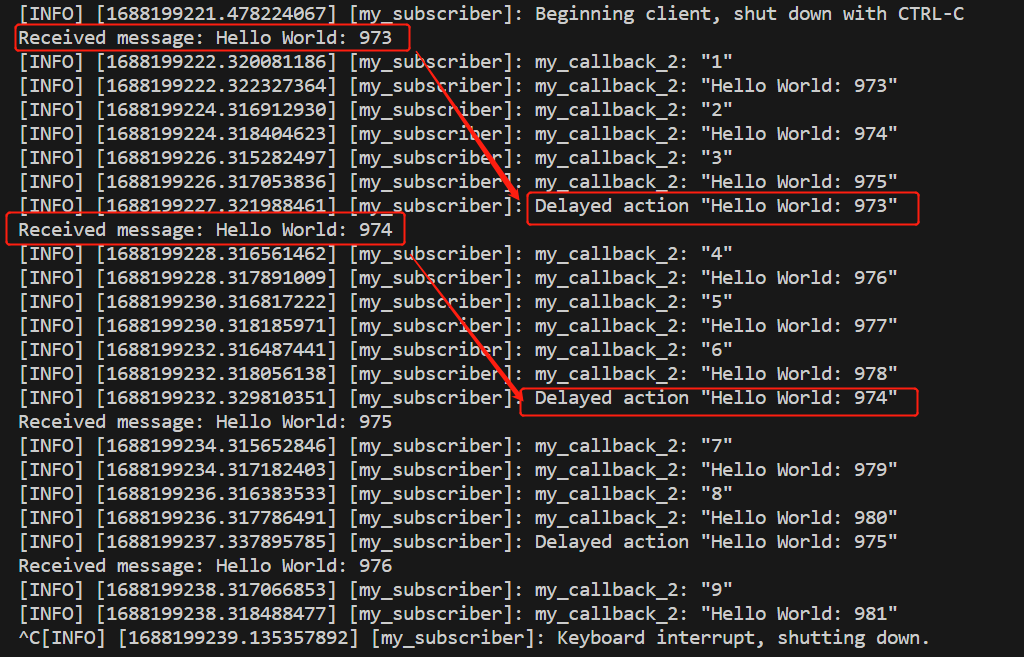 [INFO] [1688199221.478224067] [my_subscriber]: Beginning client, shut down with CTRL-C
Received message: Hello World: 973
[INFO] [1688199222.320081186] [my_subscriber]: my_callback_2: "1"
[INFO] [1688199222.322327364] [my_subscriber]: my_callback_2: "Hello World: 973"
[INFO] [1688199224.316912930] [my_subscriber]: my_callback_2: "2"
[INFO] [1688199224.318404623] [my_subscriber]: my_callback_2: "Hello World: 974"
[INFO] [1688199226.315282497] [my_subscriber]: my_callback_2: "3"
[INFO] [1688199226.317053836] [my_subscriber]: my_callback_2: "Hello World: 975"
[INFO] [1688199227.321988461] [my_subscriber]: Delayed action "Hello World: 973"
Received message: Hello World: 974
[INFO] [1688199228.316561462] [my_subscriber]: my_callback_2: "4"
[INFO] [1688199228.317891009] [my_subscriber]: my_callback_2: "Hello World: 976"
[INFO] [1688199230.316817222] [my_subscriber]: my_callback_2: "5"
[INFO] [1688199230.318185971] [my_subscriber]: my_callback_2: "Hello World: 977"
[INFO] [1688199232.316487441] [my_subscriber]: my_callback_2: "6"
[INFO] [1688199232.318056138] [my_subscriber]: my_callback_2: "Hello World: 978"
[INFO] [1688199232.329810351] [my_subscriber]: Delayed action "Hello World: 974"
Received message: Hello World: 975
[INFO] [1688199234.315652846] [my_subscriber]: my_callback_2: "7"
[INFO] [1688199234.317182403] [my_subscriber]: my_callback_2: "Hello World: 979"
[INFO] [1688199236.316383533] [my_subscriber]: my_callback_2: "8"
[INFO] [1688199236.317786491] [my_subscriber]: my_callback_2: "Hello World: 980"
[INFO] [1688199237.337895785] [my_subscriber]: Delayed action "Hello World: 975"
Received message: Hello World: 976
[INFO] [1688199238.317066853] [my_subscriber]: my_callback_2: "9"
[INFO] [1688199238.318488477] [my_subscriber]: my_callback_2: "Hello World: 981"
^C[INFO] [1688199239.135357892] [my_subscriber]: Keyboard interrupt, shutting down.